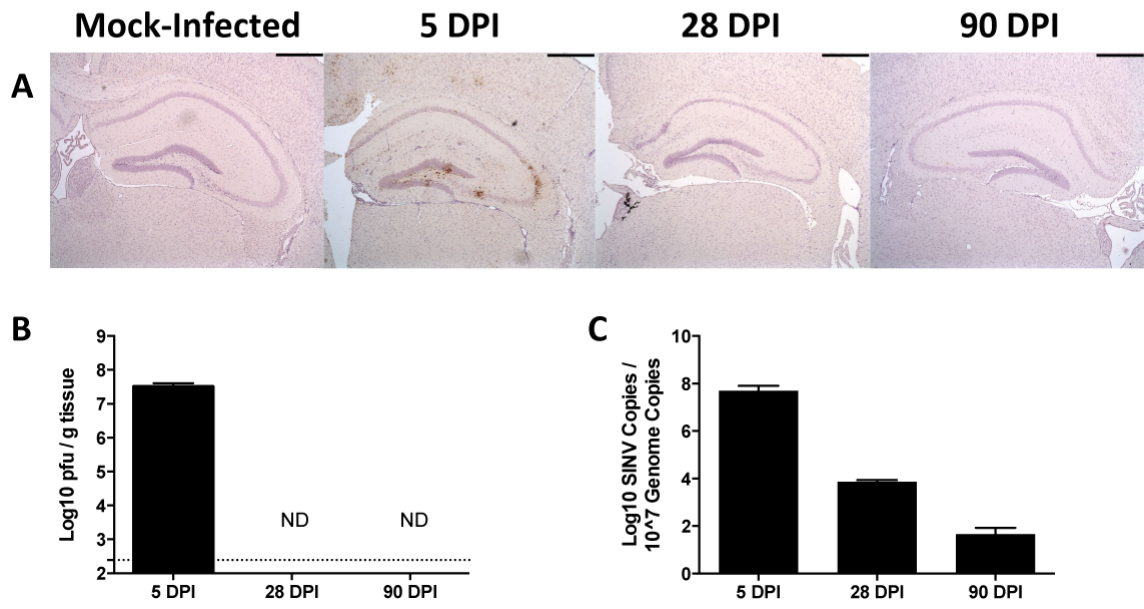 Mock-Infected 5 DPI 28 DPI 90 DPI
A
B
Log10 pfu / g tissue
9
8
7
6
5
4
3
2
ND ND
5 DPI 28 DPI 90 DPI
C
Log10 SINV Copies /
10^7 Genome Copies
10
8
6
4
2
0
5 DPI 28 DPI 90 DPI